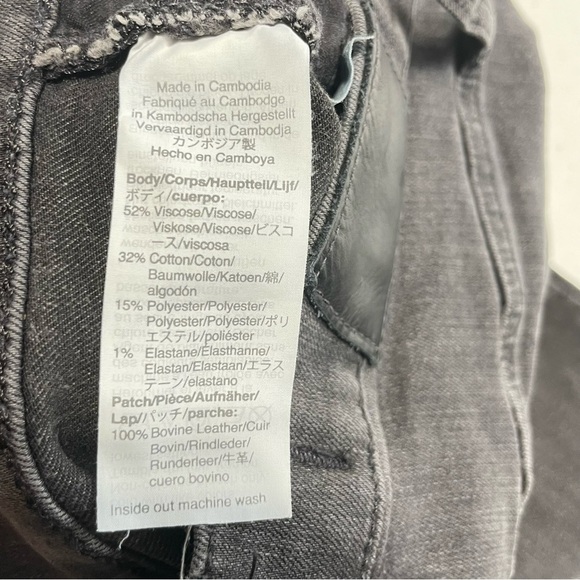 Made in Cambodia
Fabriqué au Cambodge
in Kambodscha Hergestellt
Vervaardigd in Cambodja
カンボジア製
Hecho en Camboya
Body/Corps/Hauptteil/Lijf/
ボディ/cuerpo:
52% Viscose/Viscose/
Viskose/Viscose/ビスコ
ース/viscosa
32% Cotton/Coton/
Baumwolle/Katoen/綿/
algodón
15% Polyester/Polyester/
Polyester/Polyester/ポリ
エステル/poliéster
1% Elastane/Elasthanne/
Elastan/Elastaan/エラス
テーン/elastano
Patch/Pièce/Aufnäher/
Lap/パッチ/parche:
100% Bovine Leather/Cuir
Bovin/Rindleder/
Runderleer/牛革/
cuero bovino
Inside out machine wash